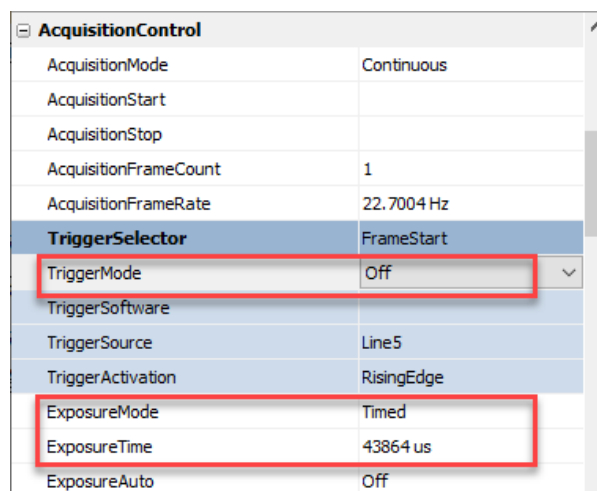 AcquisitionControl
AcquisitionMode Continuous
AcquisitionStart
AcquisitionStop
AcquisitionFrameCount 1
AcquisitionFrameRate 22.7004 Hz
TriggerSelector FrameStart
TriggerMode Off
TriggerSoftware
TriggerSource Line5
TriggerActivation RisingEdge
ExposureMode Timed
ExposureTime 43864 us
ExposureAuto Off